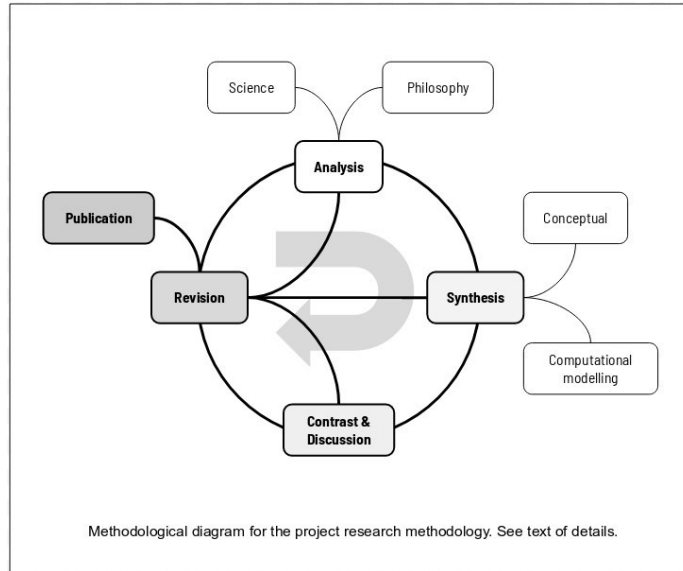 Science
Philosophy
Analysis
Publication
Conceptual
Revision
Synthesis
Computational
modelling
Contrast &
Discussion
Methodological diagram for the project research methodology. See text of details.